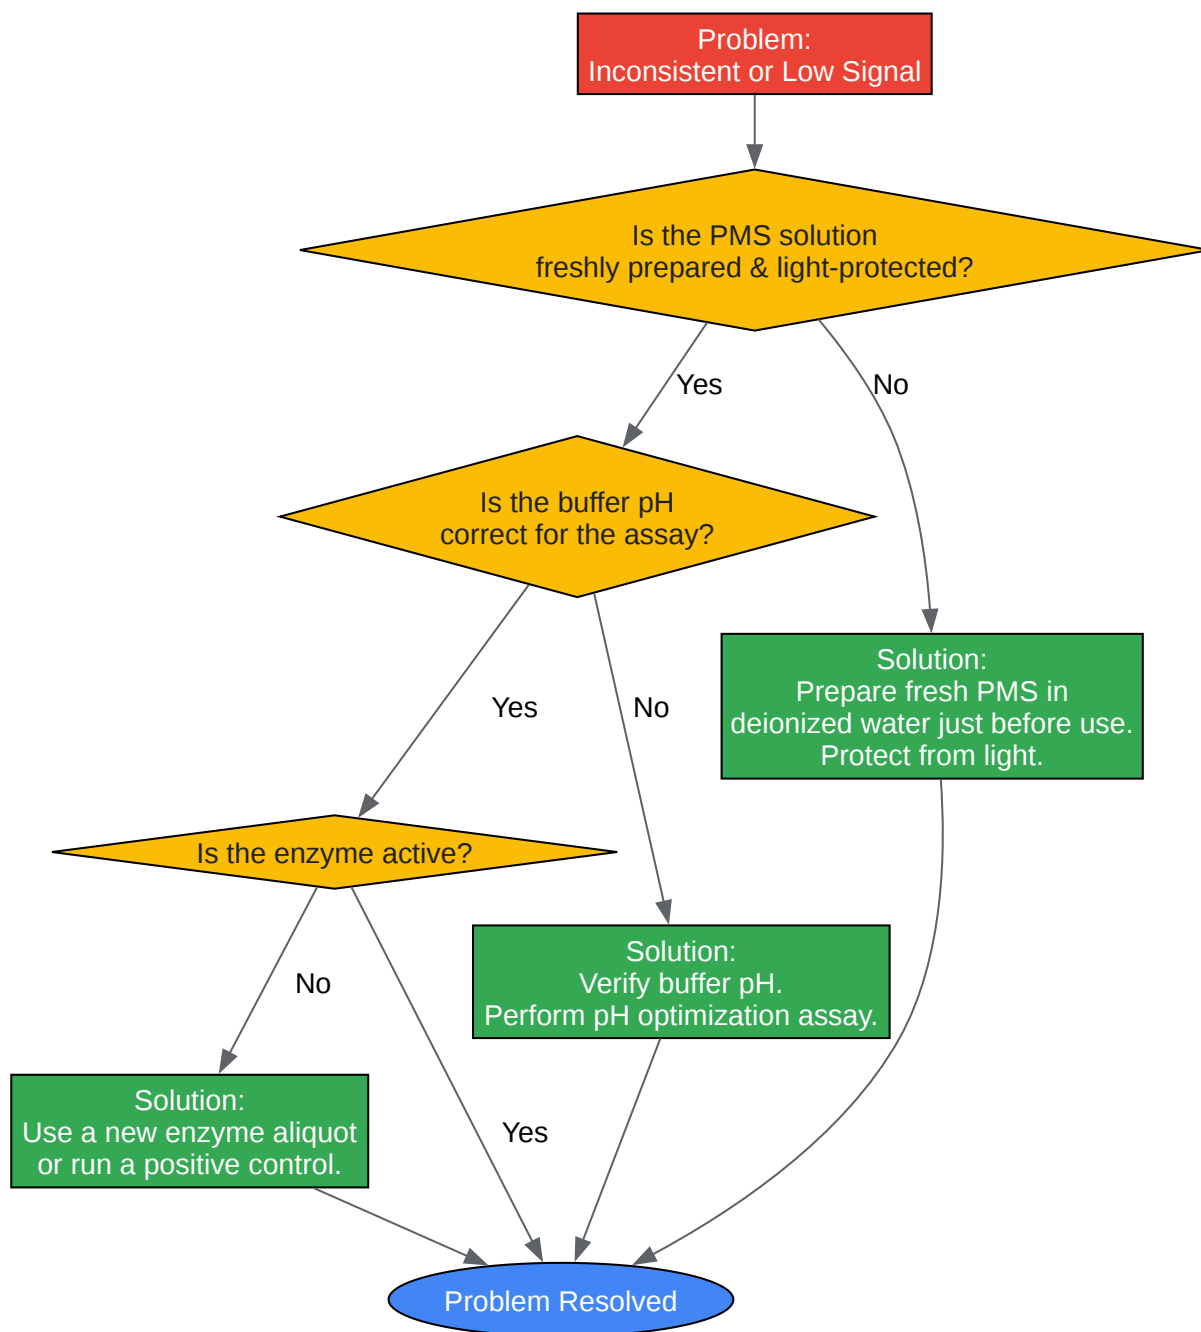 Problem:
Inconsistent or Low Signal
Is the PMS solution
freshly prepared & light-protected?
Yes
No
Is the buffer pH
correct for the assay?
Yes
No
Solution:
Prepare fresh PMS in
deionized water just before use.
Protect from light.
Is the enzyme active?
No
Yes
Solution:
Verify buffer pH.
Perform pH optimization assay.
Solution:
Use a new enzyme aliquot
or run a positive control.
Problem Resolved